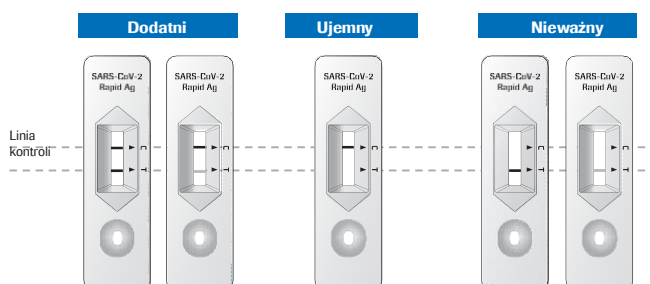 Dodatni
Ujemny
Nieważny
SARS-CoV-2
Rapid Ag
SARS-CoV-2
Rapid Ag
SARS-CoV-2
Rapid Ag
SARS-CoV-2
Rapid Ag
SARS-CoV-2
Rapid Ag
Linia
kontroli
C
C
C
C
C
T
T
T
T
T